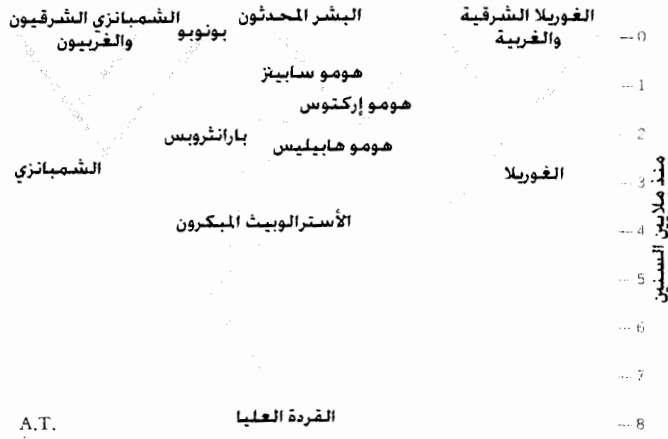 الشمبانزي الشرقيون
والغربيون
بونوبو
البشر المحدثون
الغوريلا الشرقية
والغربية
هومو سابينز
هومو إركتوس
بارانثروبس
هومو هابيليس
الشمبانزي
الغوريلا
الأسترالوبيث المبكرون
القردة العليا
0
1
2
3
4
5
6
7
8
منذ ملايين السنين
A.T.